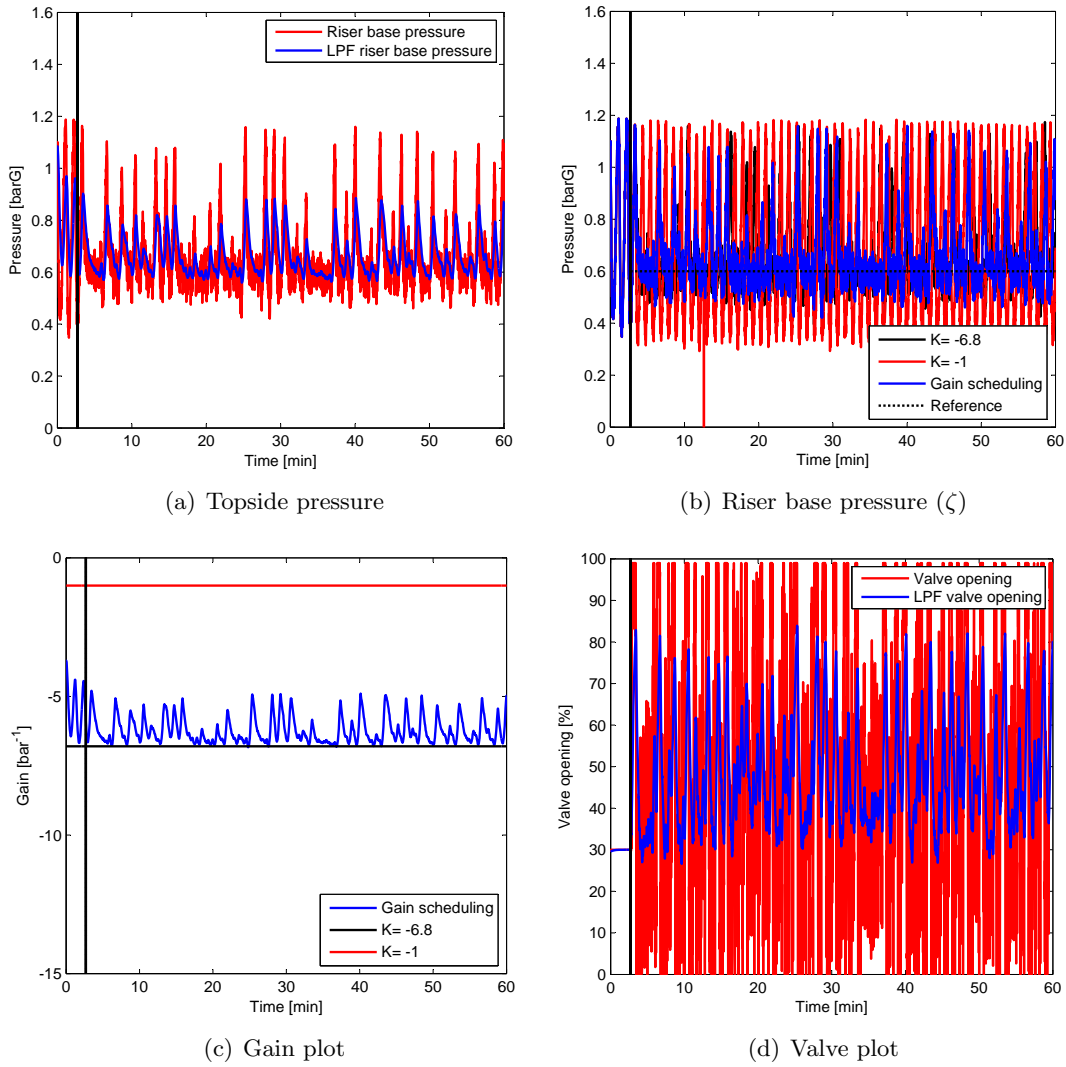 1.6
1.4
1.2
1
0.8
0.6
0.4
0.2
0
Pressure [barG]
Riser base pressure
LPF riser base pressure
0 10 20 30 40 50 60
Time [min]
(a) Topside pressure
1.6
1.4
1.2
1
0.8
0.6
0.4
0.2
0
Pressure [barG]
K= -6.8
K= -1
Gain scheduling
Reference
0 10 20 30 40 50 60
Time [min]
(b) Riser base pressure (ζ)
0
-5
-10
-15
Gain [bar⁻¹]
Gain scheduling
K= -6.8
K= -1
0 10 20 30 40 50 60
Time [min]
(c) Gain plot
100
90
80
70
60
50
40
30
20
10
0
Valve opening [%]
Valve opening
LPF valve opening
0 10 20 30 40 50 60
Time [min]
(d) Valve plot